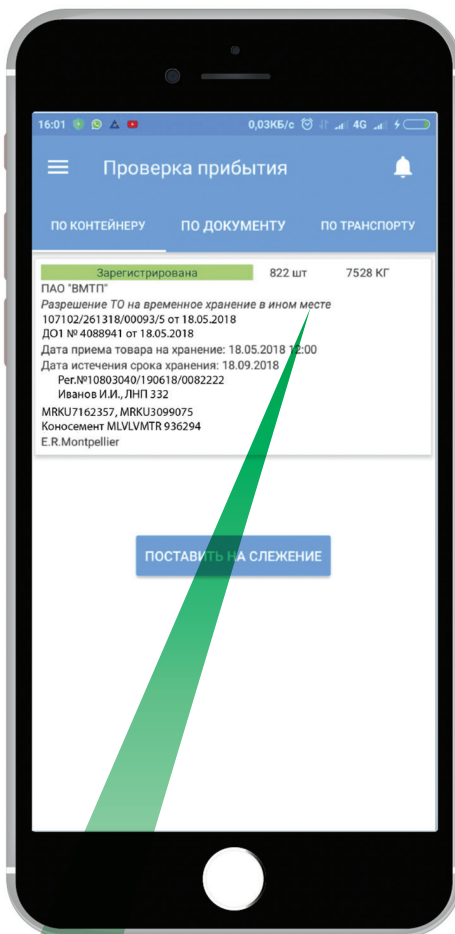 16:01 0,03КБ/с 4G
Проверка прибытия
ПО КОНТЕЙНЕРУ ПО ДОКУМЕНТУ ПО ТРАНСПОРТУ
Зарегистрирована 822 шт 7528 КГ
ПАО "ВМТП"
Разрешение ТО на временное хранение в ином месте
107102/261318/00093/5 от 18.05.2018
ДО1 № 4088941 от 18.05.2018
Дата приема товара на хранение: 18.05.2018 12:00
Дата истечения срока хранения: 18.09.2018
Рег.№10803040/190618/0082222
Иванов И.И., ЛНП 332
MRKU7162357, MRKU3099075
Коносемент MLVLVMTR 936294
E.R.Montpellier
ПОСТАВИТЬ НА СЛЕЖЕНИЕ